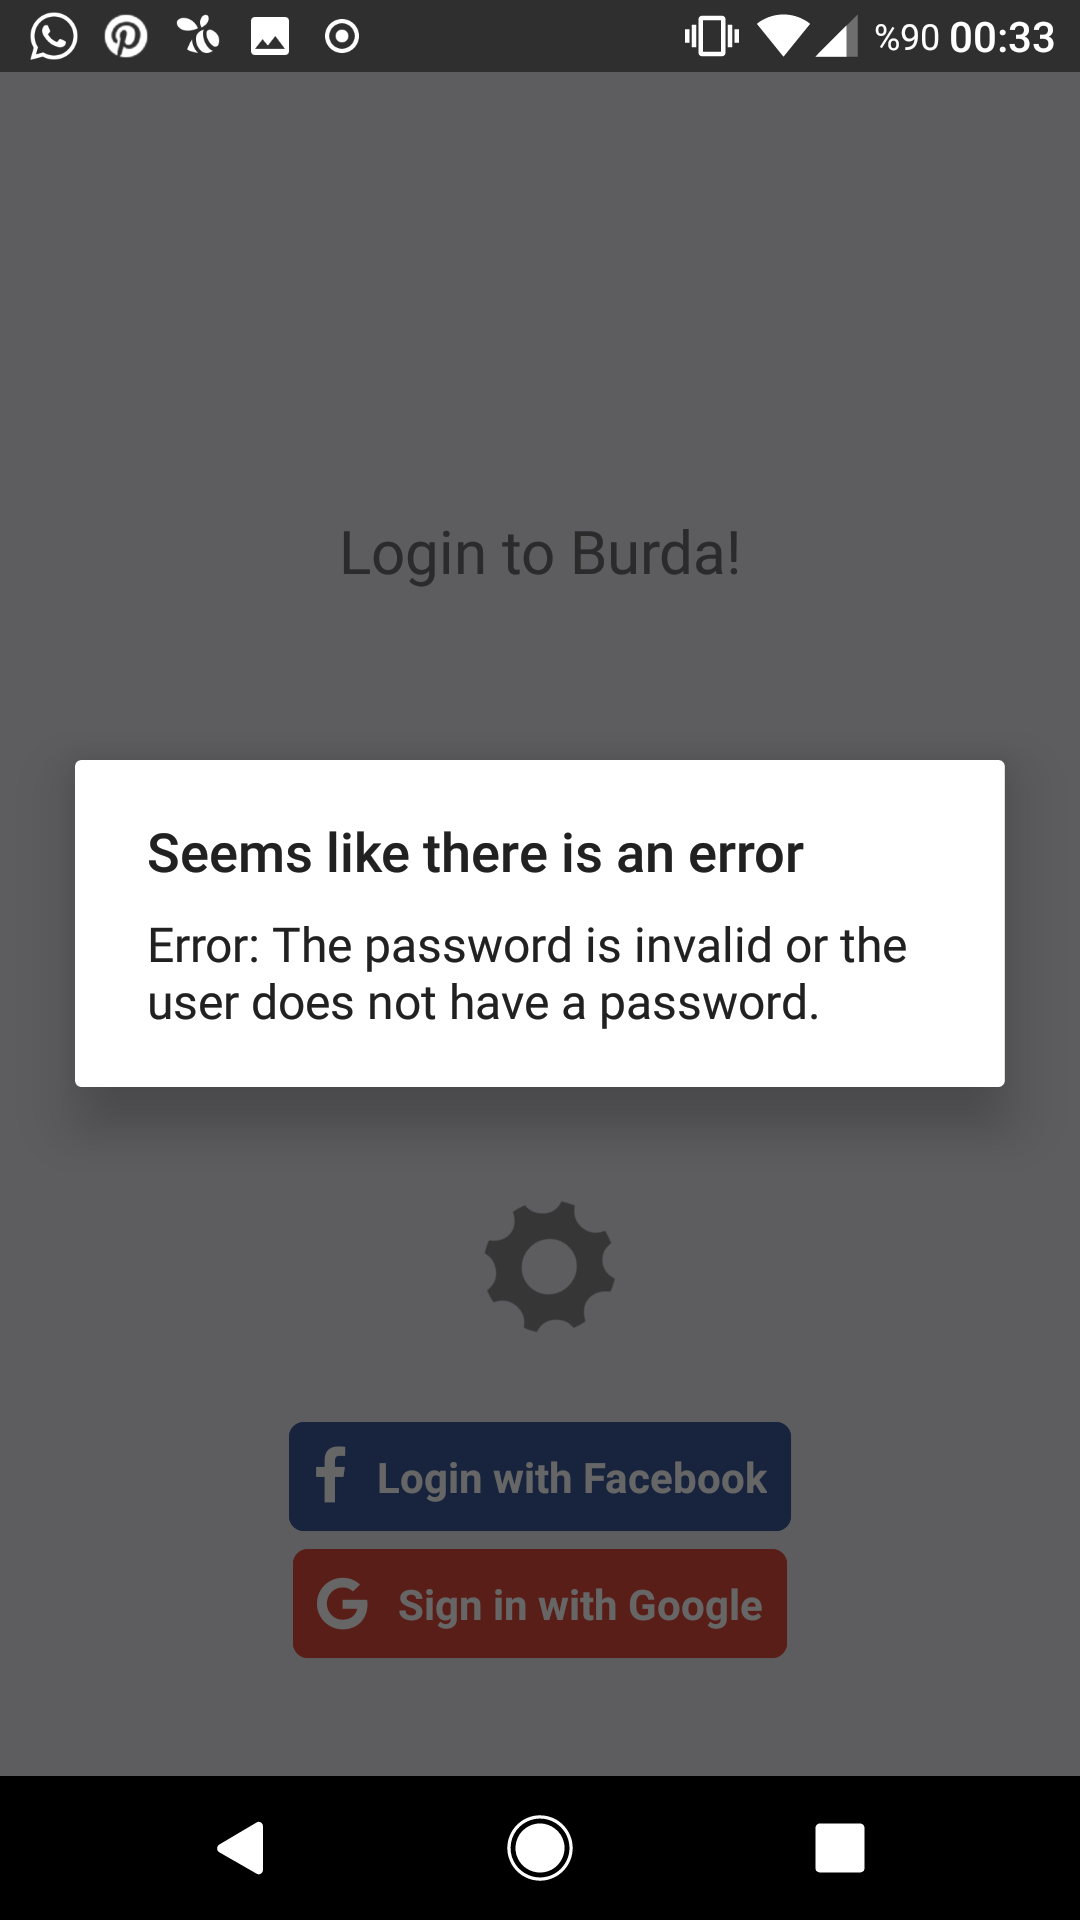 %90 00:33
Login to Burda!
Seems like there is an error
Error: The password is invalid or the
user does not have a password.
Login with Facebook
Sign in with Google